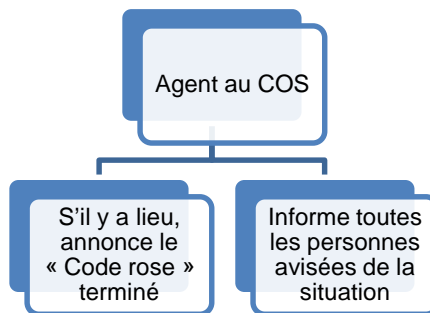 Agent au COS
S'il y a lieu,
annonce le
« Code rose »
terminé
Informe toutes
les personnes
avisées de la
situation